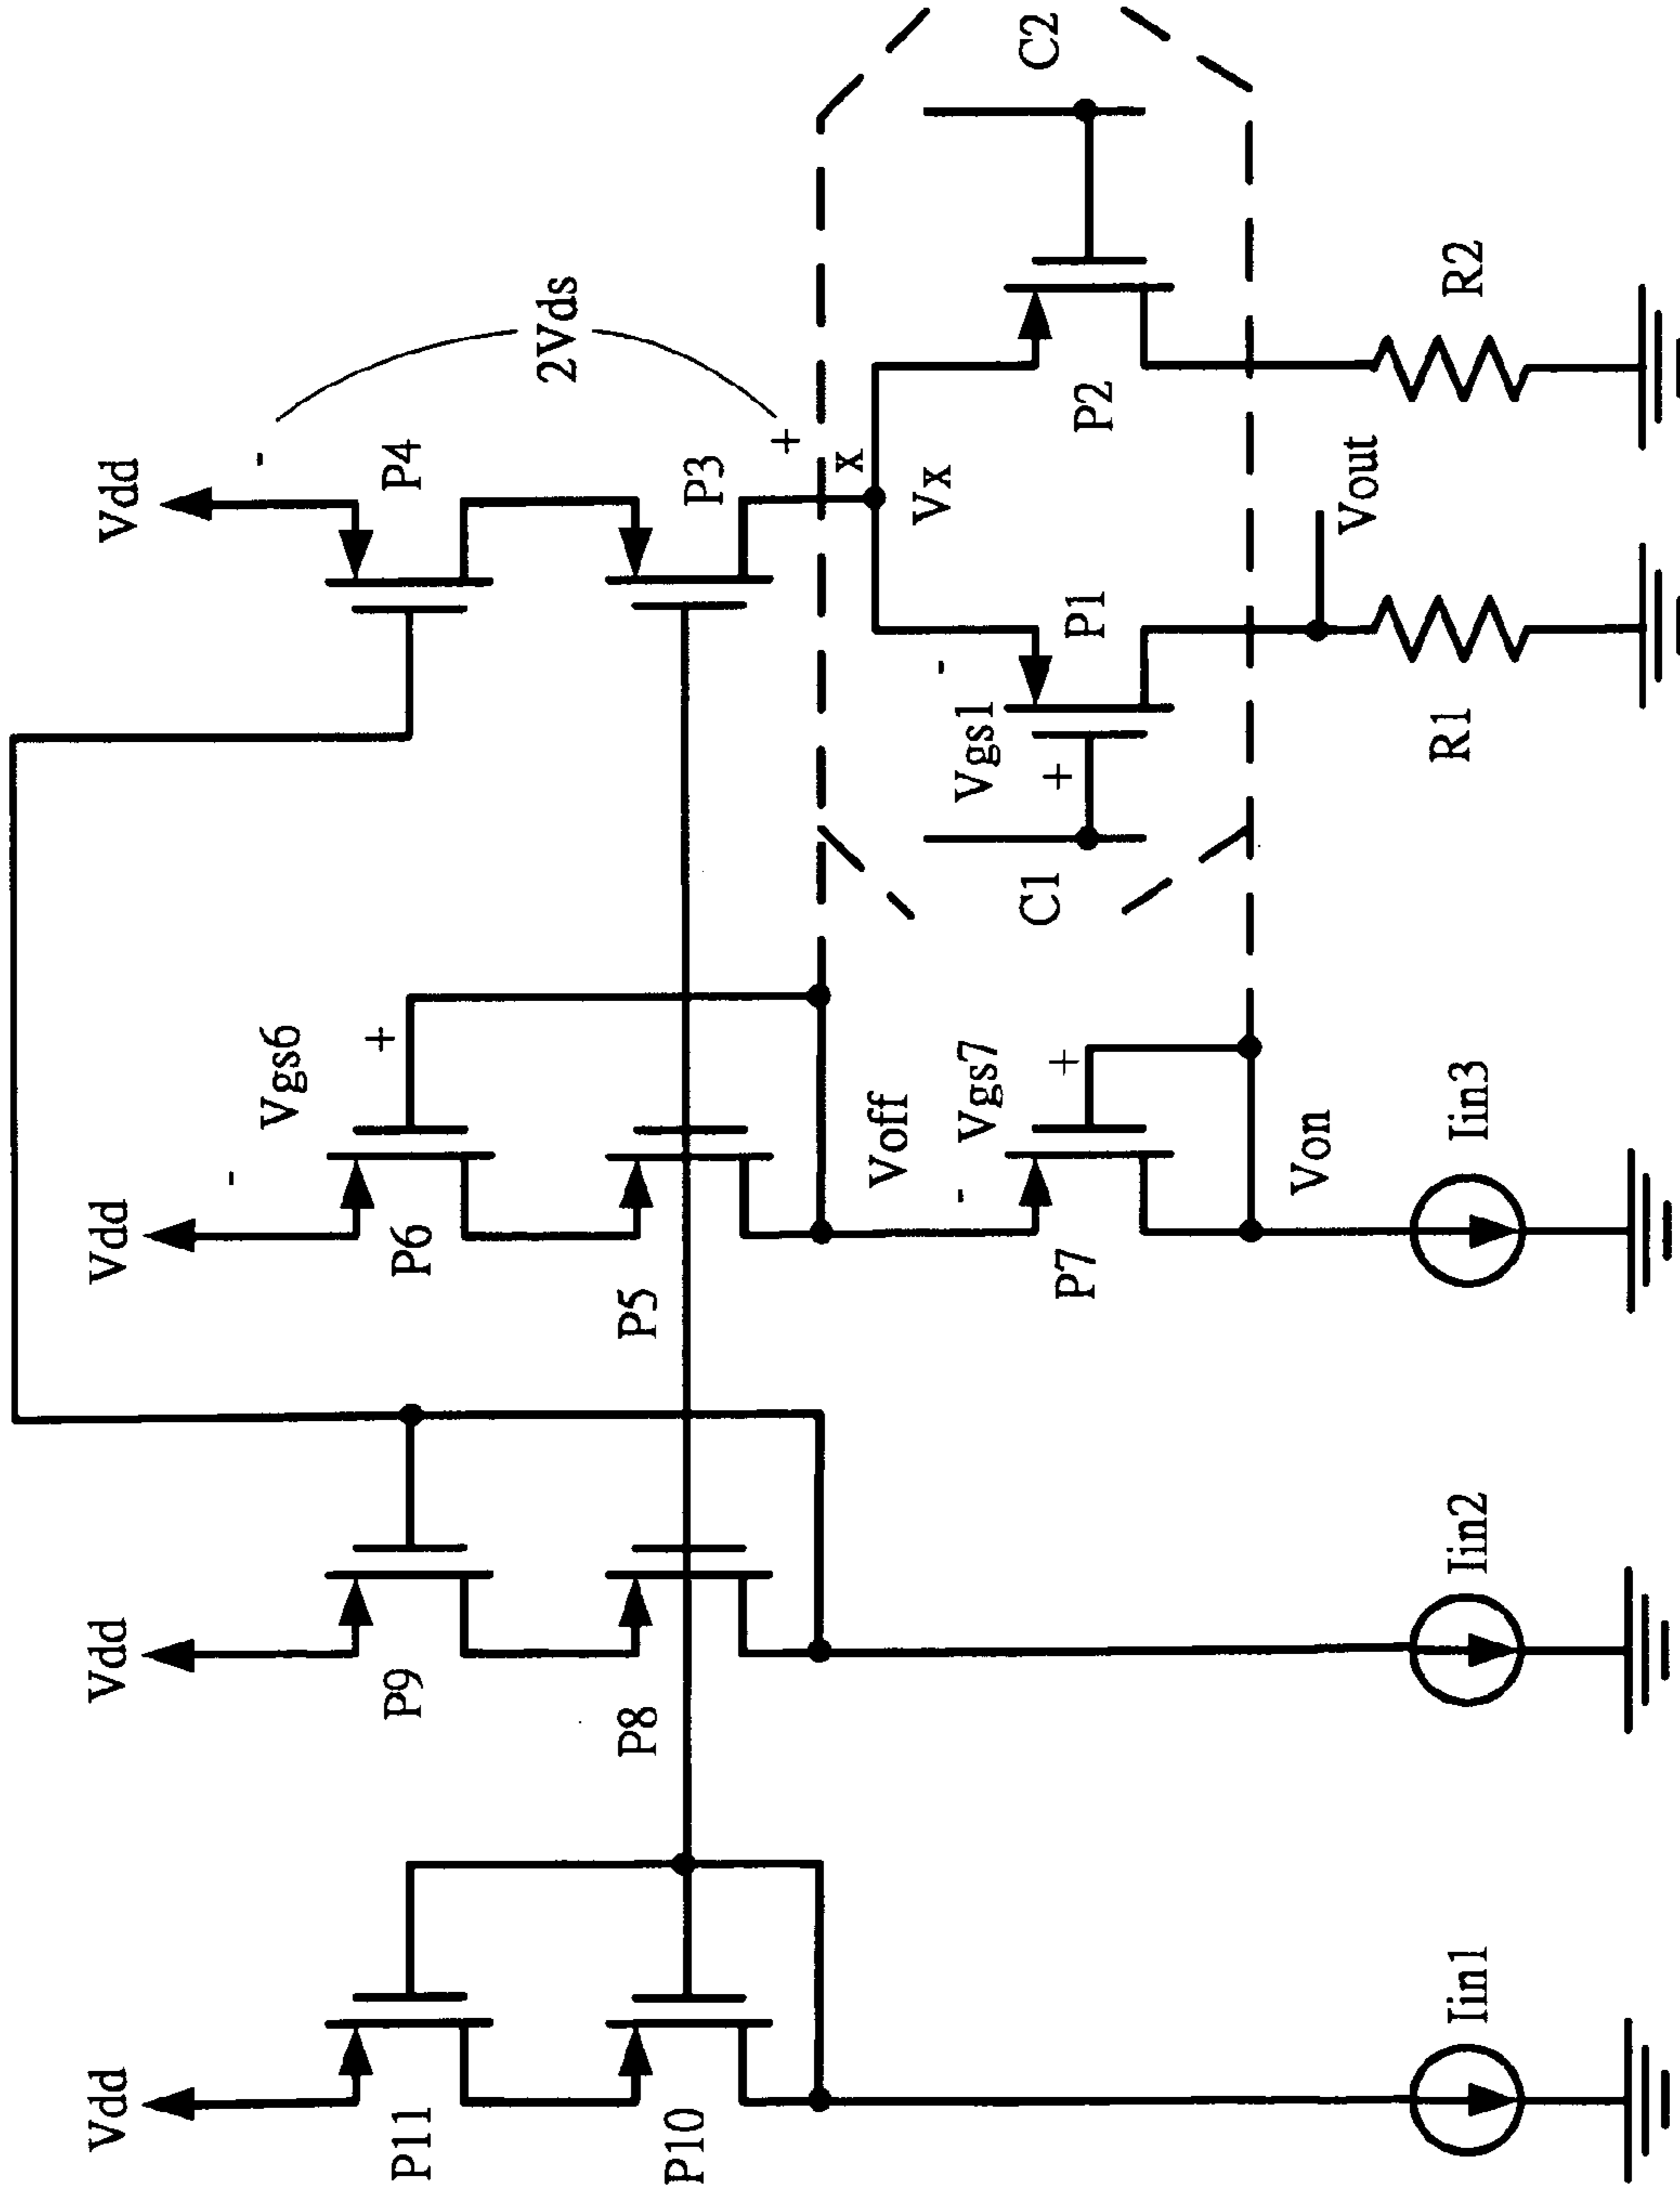 Vdd
Vdd
Vdd
Vdd
-
-
Vgs6
+
P11
P9
P6
P4
2Vds
P10
P8
P5
P3
+
x
Voff
Vx
-
Vgs7
+
-
Vgs1
+
C1
C2
P7
P1
P2
Von
Vout
Iin1
Iin2
Iin3
R1
R2